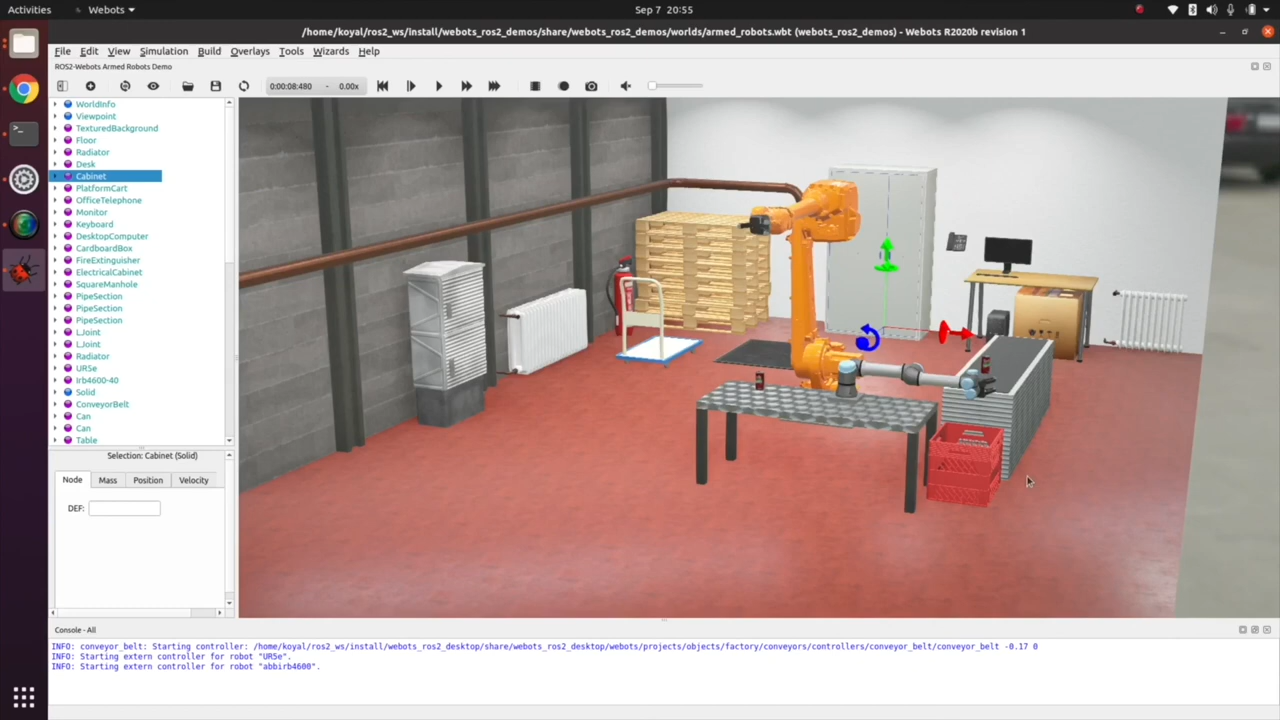 Activities Webots Sep 7 20:55
/home/koyal/ros2_ws/install/webots_ros2_demos/share/webots_ros2_demos/worlds/armed_robots.wbt (webots_ros2_demos) - Webots R2020b revision 1
File Edit View Simulation Build Overlays Tools Wizards Help
ROS2-Webots Armed Robots Demo
0:00:08:480 - 0.00x
WorldInfo
Viewpoint
TexturedBackground
Floor
Radiator
Desk
Cabinet
PlatformCart
OfficeTelephone
Monitor
Keyboard
DesktopComputer
CardboardBox
FireExtinguisher
ElectricalCabinet
SquareManhole
PipeSection
PipeSection
PipeSection
LJoint
LJoint
Radiator
UR5e
Irb4600-40
Solid
ConveyorBelt
Can
Can
Table
Selection: Cabinet (Solid)
Node Mass Position Velocity
DEF:
Console - All
INFO: conveyor_belt: Starting controller: /home/koyal/ros2_ws/install/webots_ros2_desktop/share/webots_ros2_desktop/webots/projects/objects/factory/conveyors/controllers/conveyor_belt/conveyor_belt -0.17 0
INFO: Starting extern controller for robot "UR5e".
INFO: Starting extern controller for robot "abbirb4600".